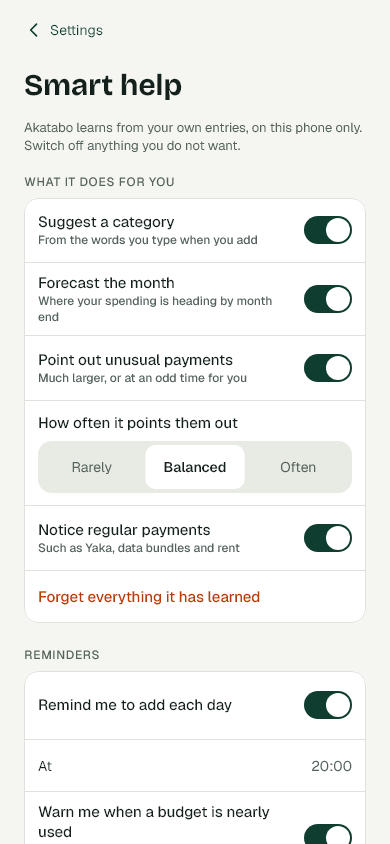 Settings
Smart help
Akatabo learns from your own entries, on this phone only.
Switch off anything you do not want.
WHAT IT DOES FOR YOU
Suggest a category
From the words you type when you add
Forecast the month
Where your spending is heading by month
end
Point out unusual payments
Much larger, or at an odd time for you
How often it points them out
Rarely Balanced Often
Notice regular payments
Such as Yaka, data bundles and rent
Forget everything it has learned
REMINDERS
Remind me to add each day
At 20:00
Warn me when a budget is nearly
used